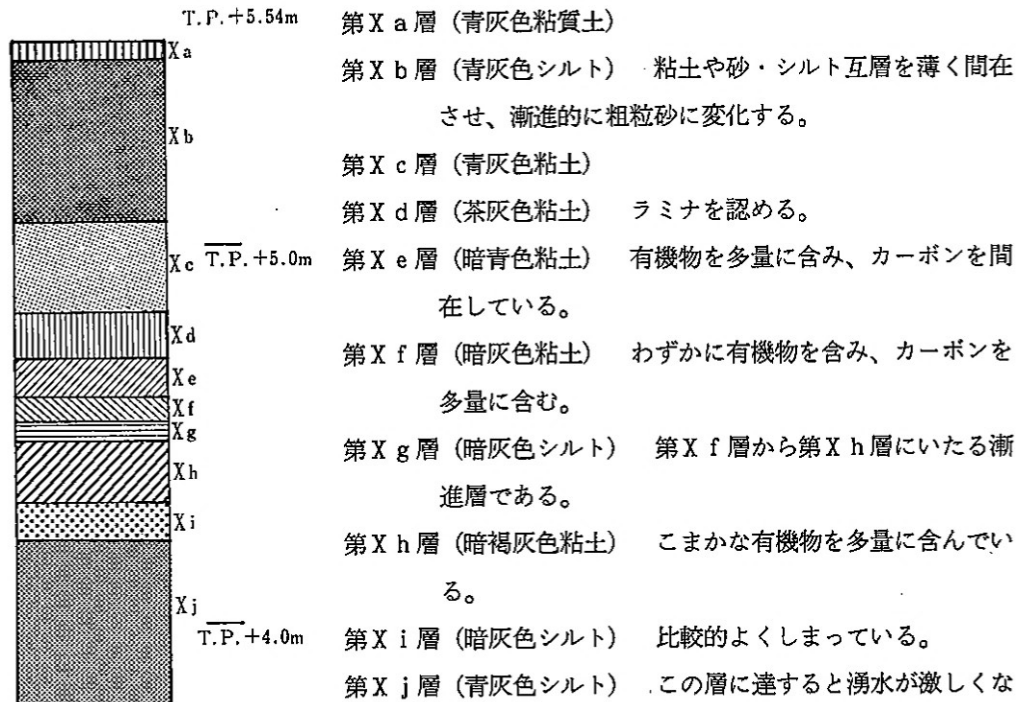 T.P.+5.54m
Xa
Xb
Xc T.P.+5.0m
Xd
Xe
Xf
Xg
Xh
Xi
Xj
T.P.+4.0m
第Xa層（青灰色粘質土）
第Xb層（青灰色シルト） 粘土や砂・シルト互層を薄く間在
させ、漸進的に粗粒砂に変化する。
第Xc層（青灰色粘土）
第Xd層（茶灰色粘土） ラミナを認める。
第Xe層（暗青色粘土） 有機物を多量に含み、カーボンを間
在している。
第Xf層（暗灰色粘土） わずかに有機物を含み、カーボンを
多量に含む。
第Xg層（暗灰色シルト） 第Xf層から第Xh層にいたる漸
進層である。
第Xh層（暗褐灰色粘土） こまかな有機物を多量に含んでい
る。
第Xi層（暗灰色シルト） 比較的よくしまっている。
第Xj層（青灰色シルト） この層に達すると湧水が激しくな